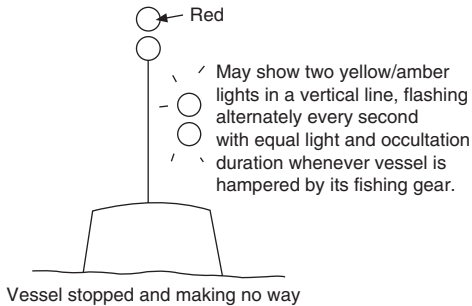 Red
May show two yellow/amber
lights in a vertical line, flashing
alternately every second
with equal light and occultation
duration whenever vessel is
hampered by its fishing gear.
Vessel stopped and making no way